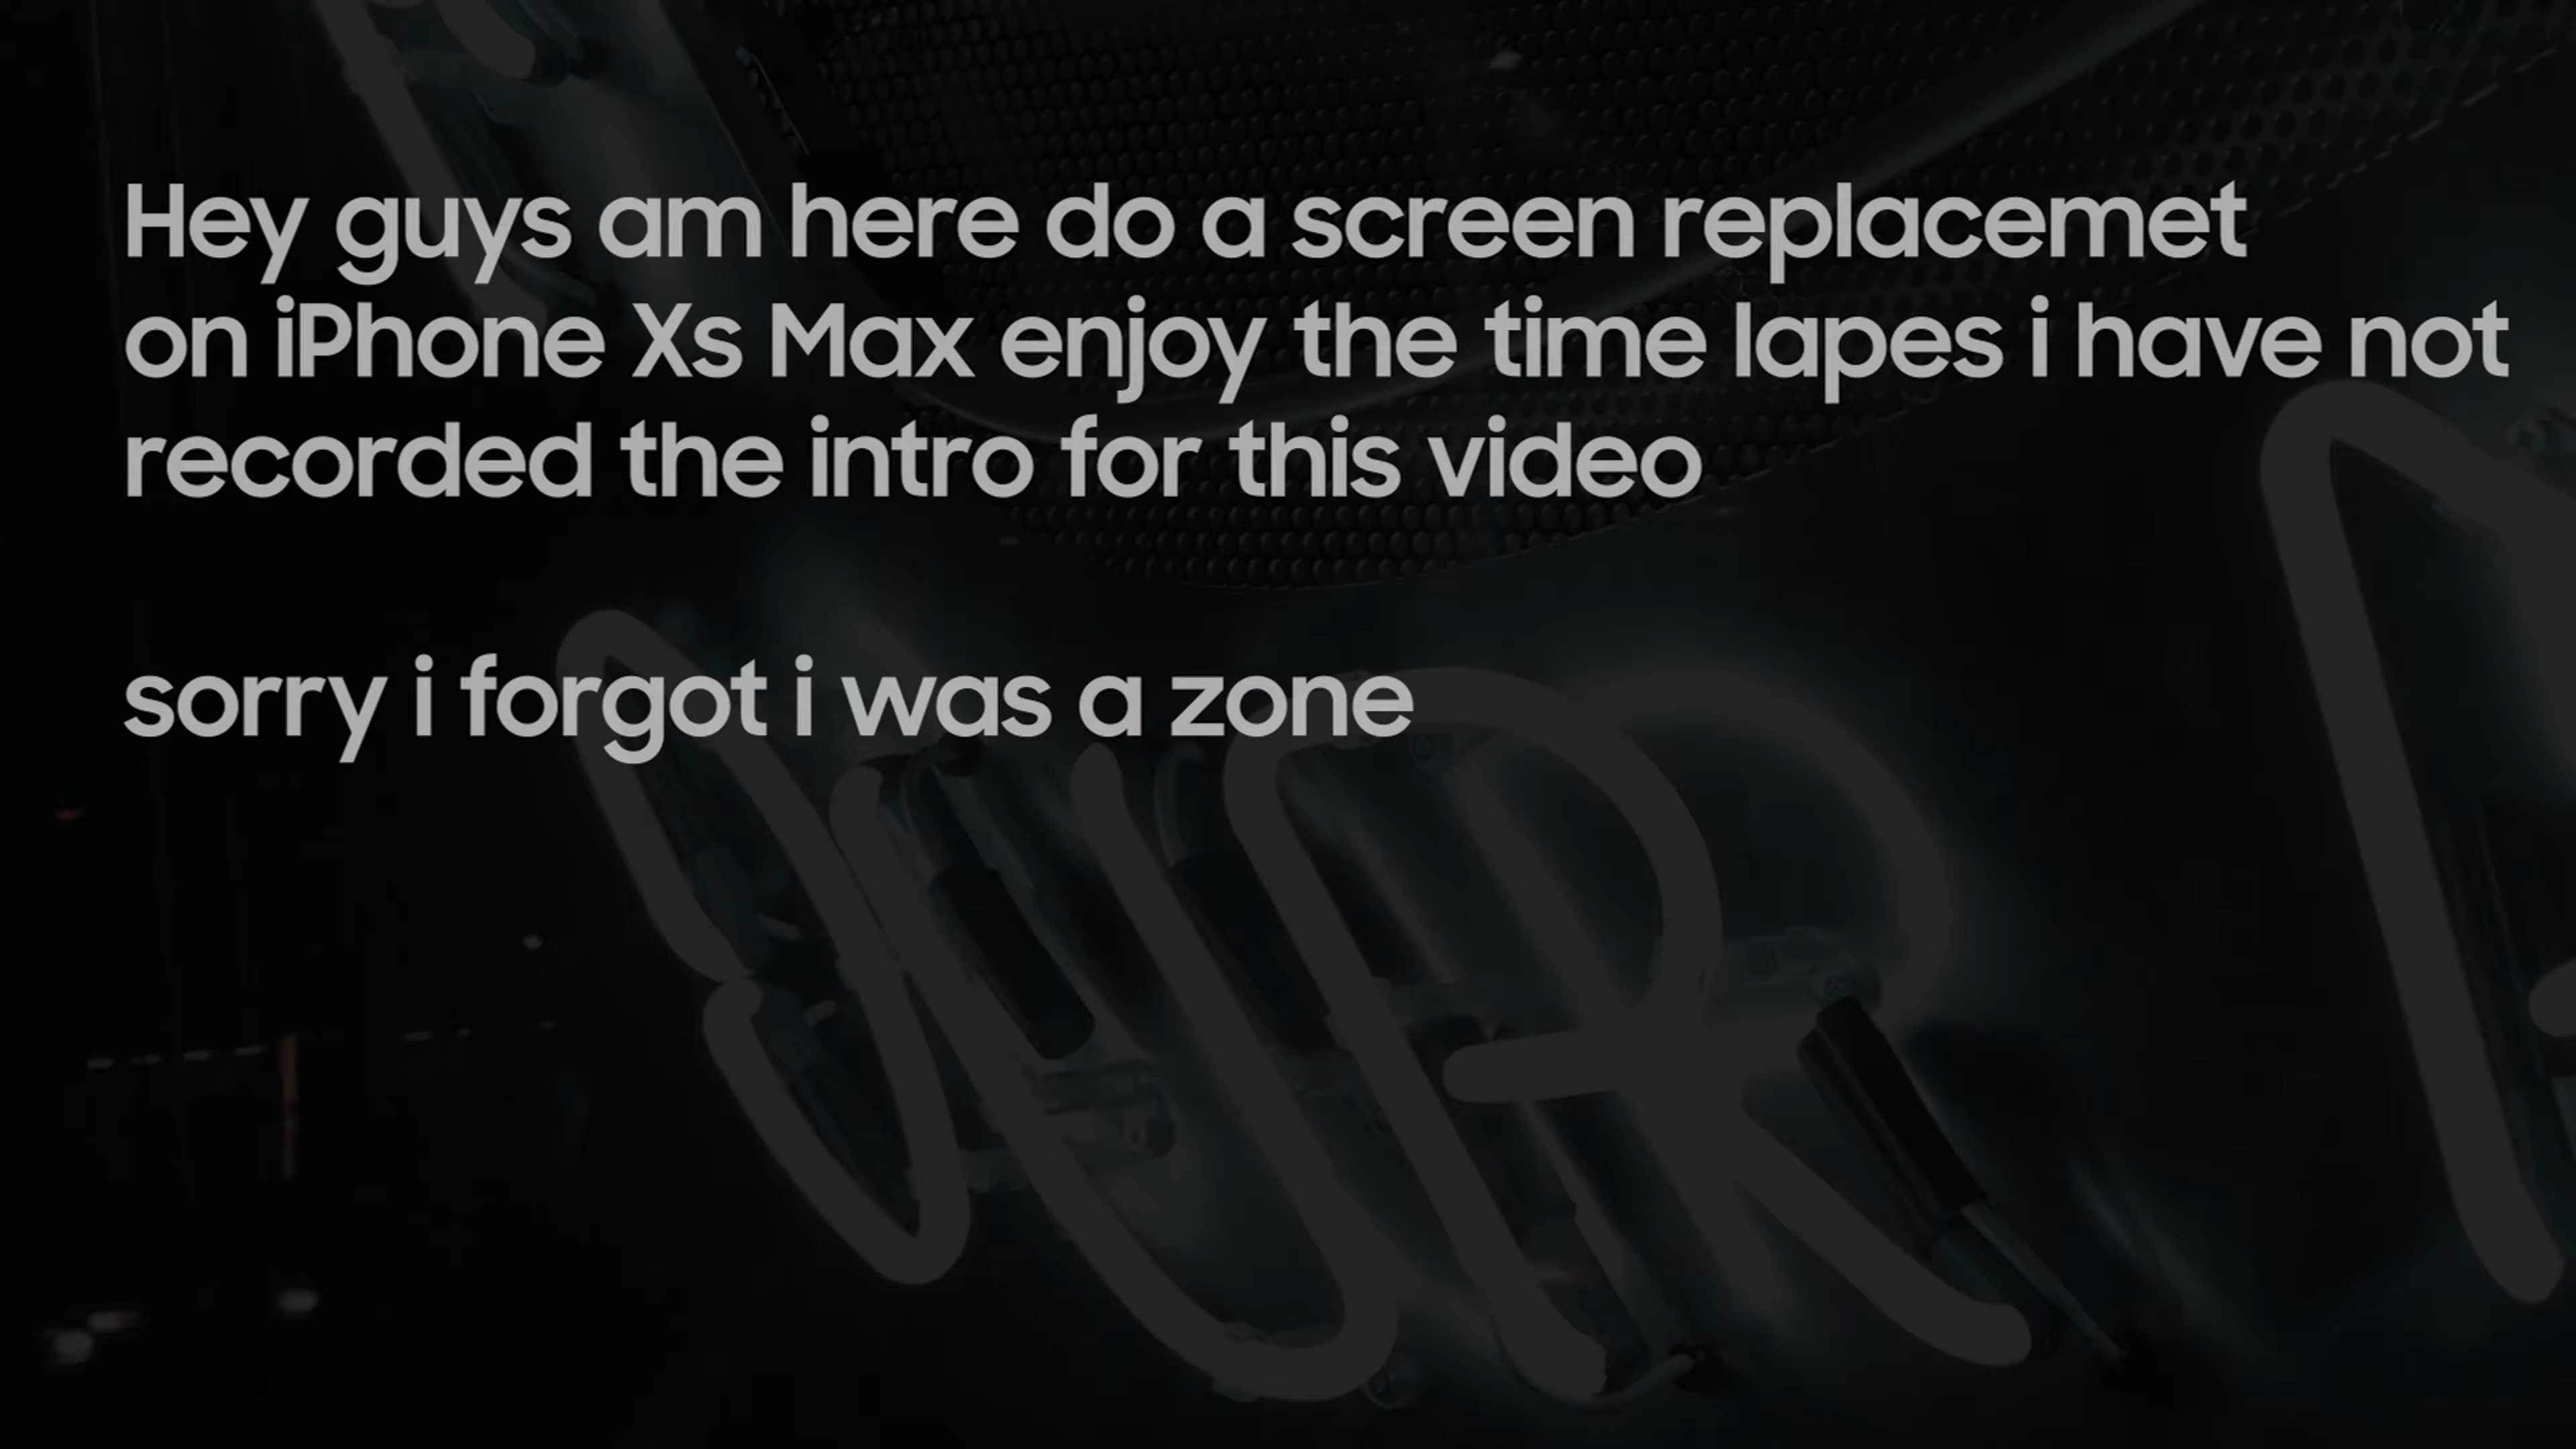 Hey guys am here do a screen replacemet
on iPhone Xs Max enjoy the time lapes i have not
recorded the intro for this video
sorry i forgot i was a zone